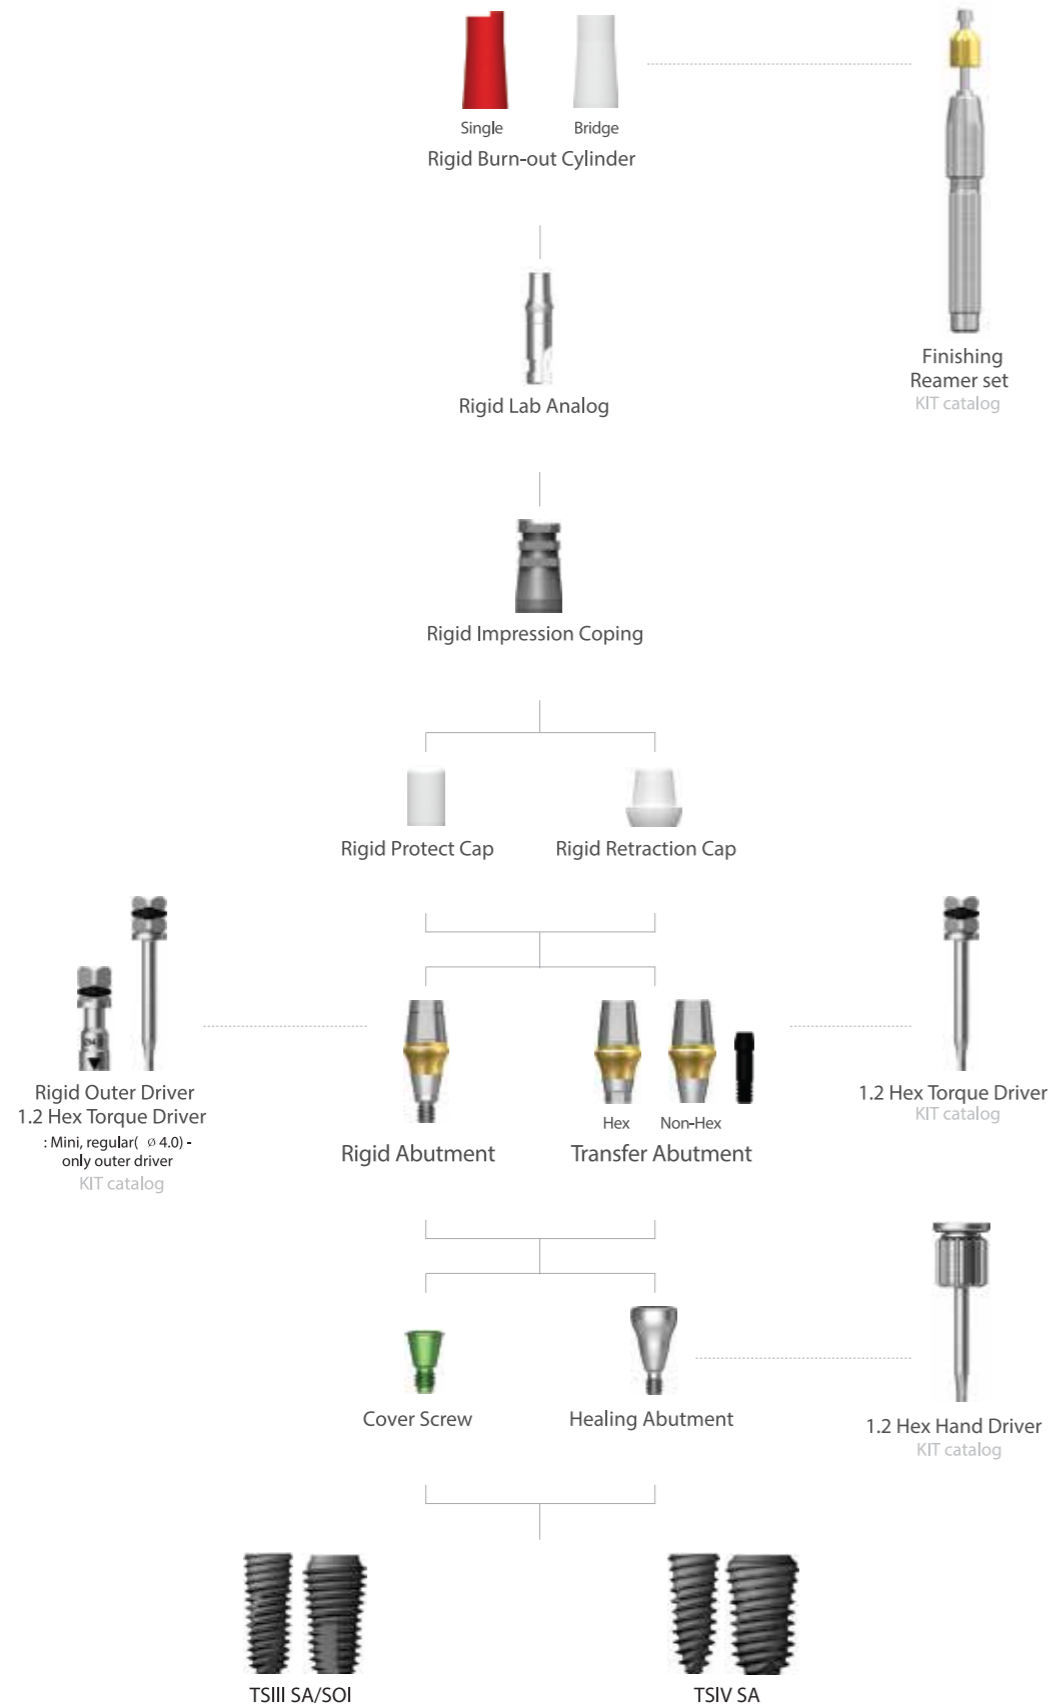 Single
Bridge
Rigid Burn-out Cylinder
Finishing
Reamer set
KIT catalog
Rigid Lab Analog
Rigid Impression Coping
Rigid Protect Cap
Rigid Retraction Cap
Rigid Outer Driver
1.2 Hex Torque Driver
: Mini, regular( ø 4.0) -
only outer driver
KIT catalog
Hex
Non-Hex
Rigid Abutment
Transfer Abutment
1.2 Hex Torque Driver
KIT catalog
Cover Screw
Healing Abutment
1.2 Hex Hand Driver
KIT catalog
TSIII SA/SOI
TSIV SA